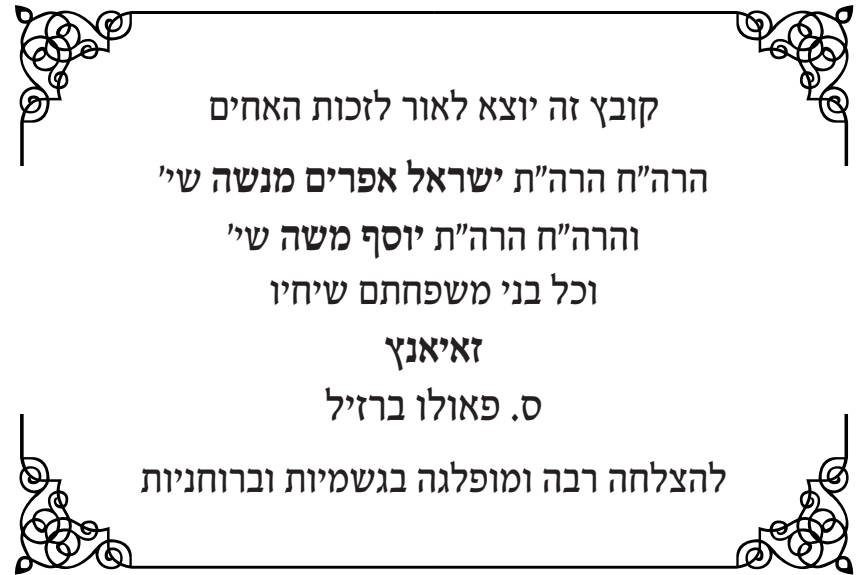 קובץ זה יוצא לאור לזכות האחים
הרה״ח הרה״ת ישראל אפרים מנשה שי׳
והרה״ח הרה״ת יוסף משה שי׳
וכל בני משפחתם שיחיו
זאיאנץ
ס. פאולו ברזיל
להצלחה רבה ומופלגה בגשמיות וברוחניות